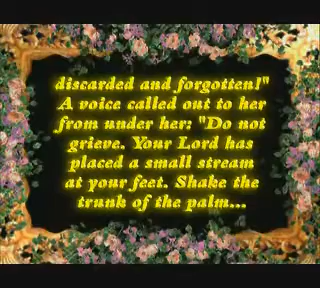 discarded and forgotten!"
A voice called out to her
from under her: "Do not
grieve. Your Lord has
placed a small stream
at your feet. Shake the
trunk of the palm...